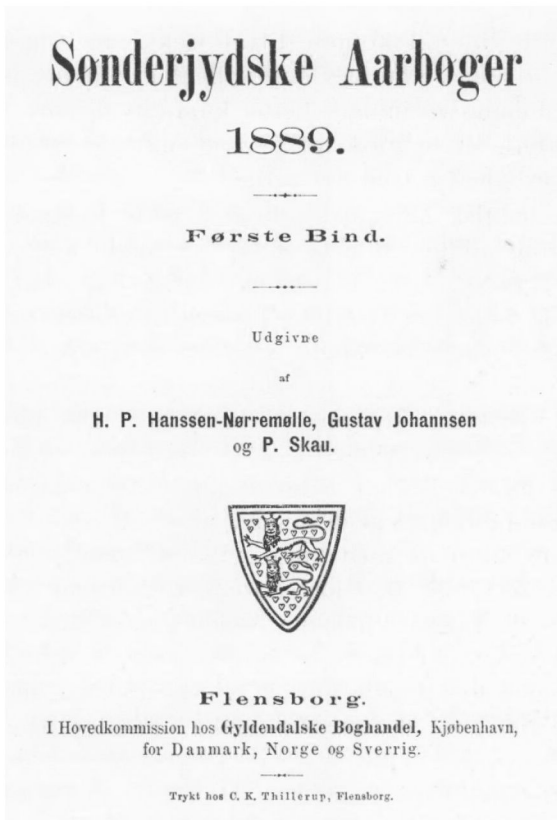 Sønderjydske Aarbøger
1889.
Første Bind.
Udgivne
af
H. P. Hanssen-Nørremølle, Gustav Johannsen
og P. Skau.
Flensborg.
I Hovedkommission hos Gyldendalske Boghandel, Kjøbenhavn,
for Danmark, Norge og Sverrig.
Trykt hos C. K. Thillerup, Flensborg.